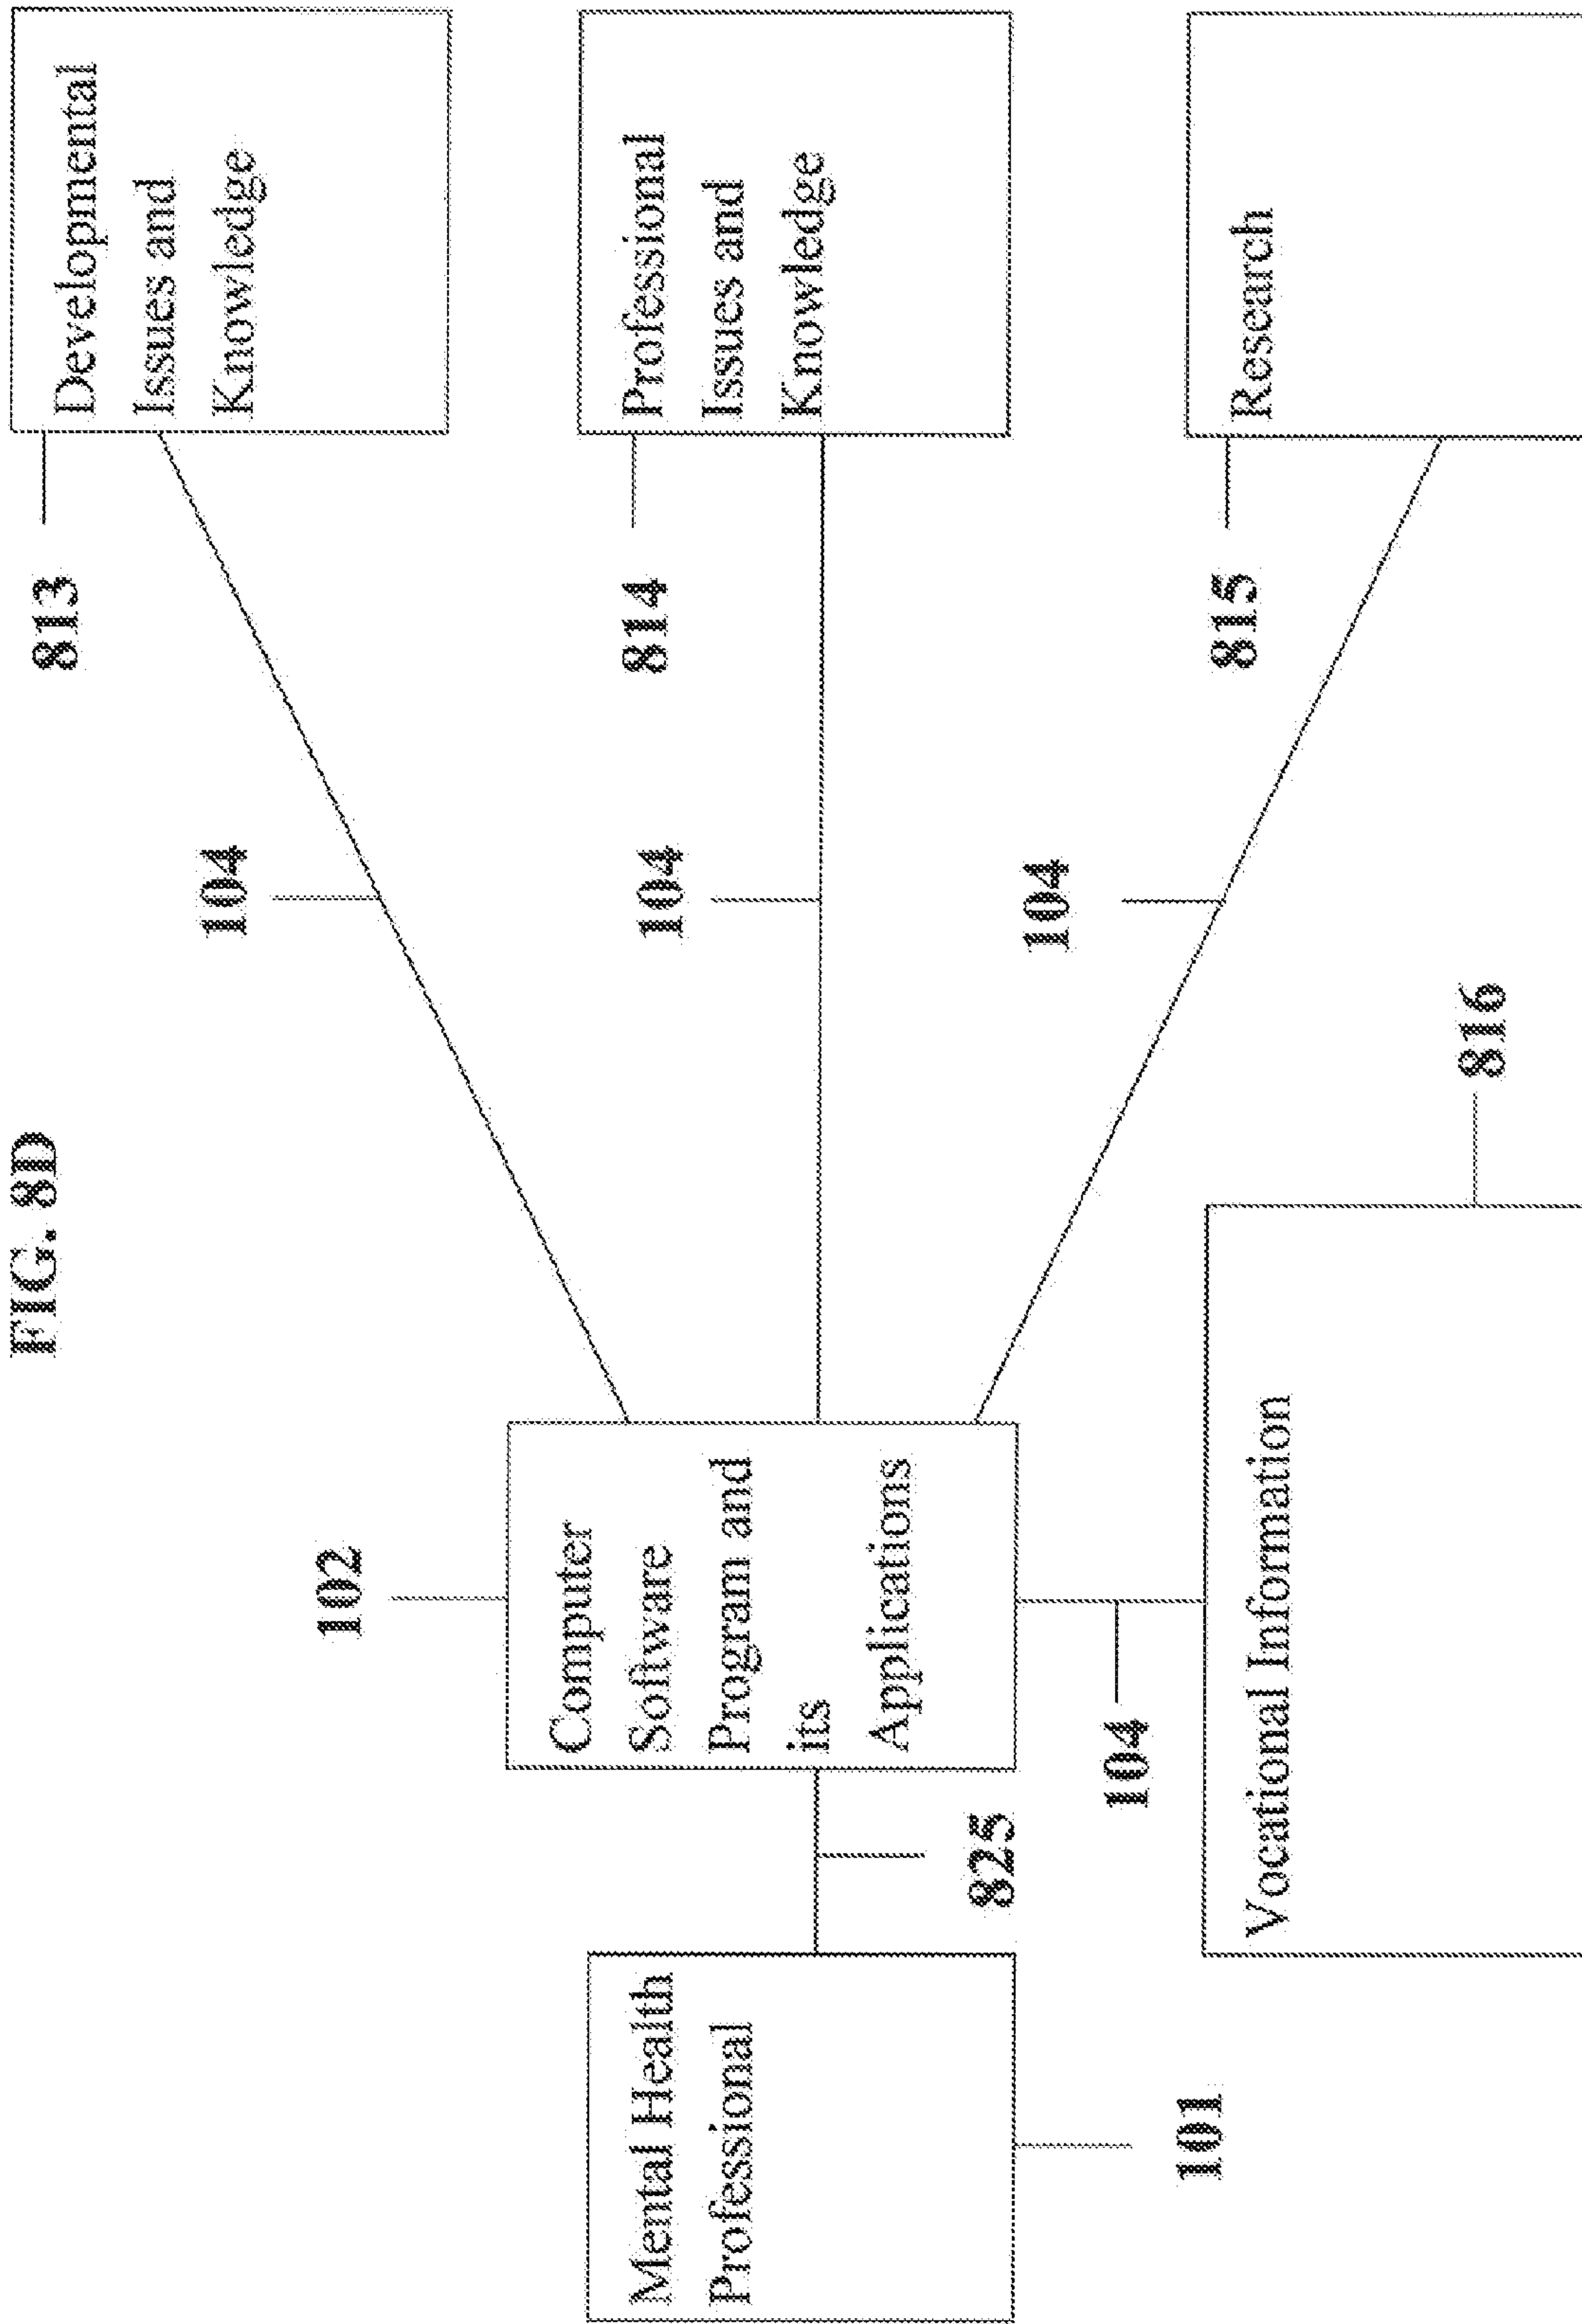 FIG. 8D
813
Developmental
Issues and
Knowledge
104
102
Computer
Software
Program and
its
Applications
814
Professional
Issues and
Knowledge
104
Mental Health
Professional
825
101
104
815
Research
104
Vocational Information
816